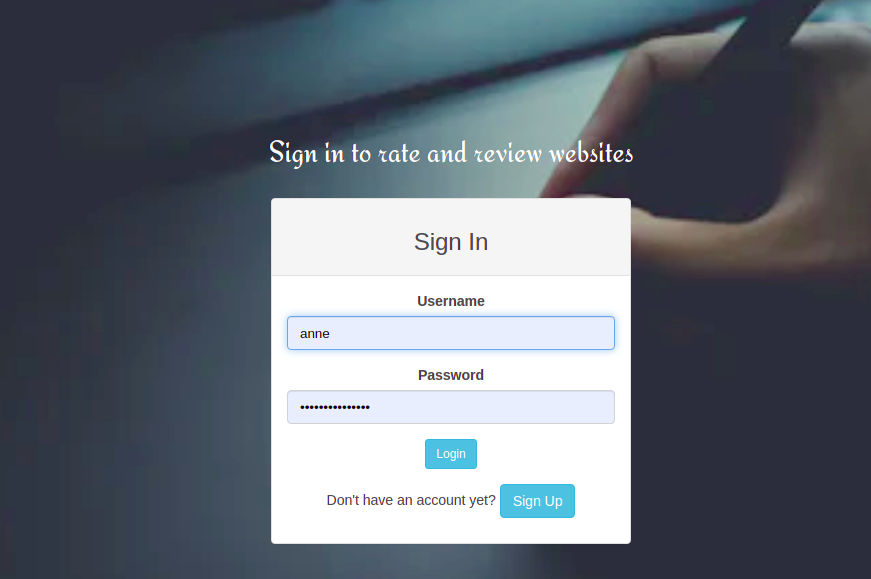 Sign in to rate and review websites
Sign In
Username
anne
Password
•••••••••••••••
Login
Don't have an account yet? Sign Up